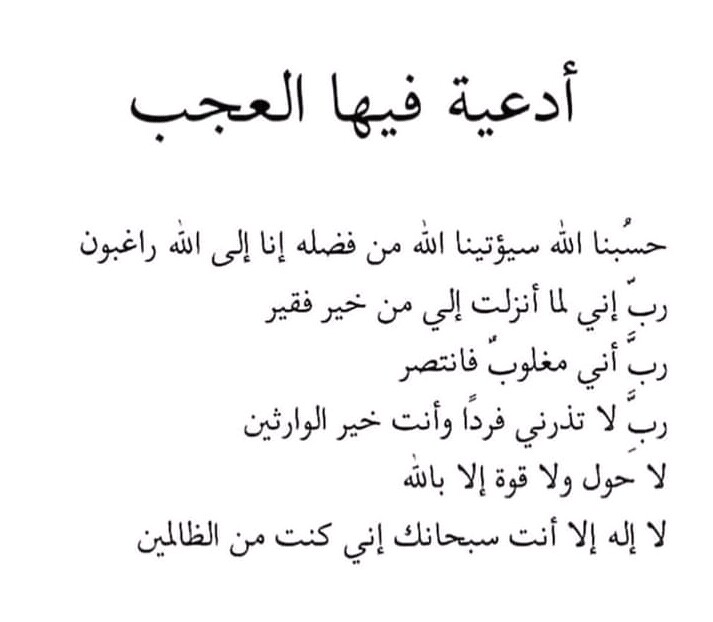 أدعية فيها العجب
حسُبنا الله سيؤتينا الله من فضله إنا إلى الله راغبون
ربّ إني لما أنزلت إلي من خير فقير
ربَّ أني مغلوبٌ فانتصر
ربَّ لا تذرني فردًا وأنت خير الوارثين
لا حَول ولا قوة إلا بالله
لا إله إلا أنت سبحانك إني كنت من الظالمين